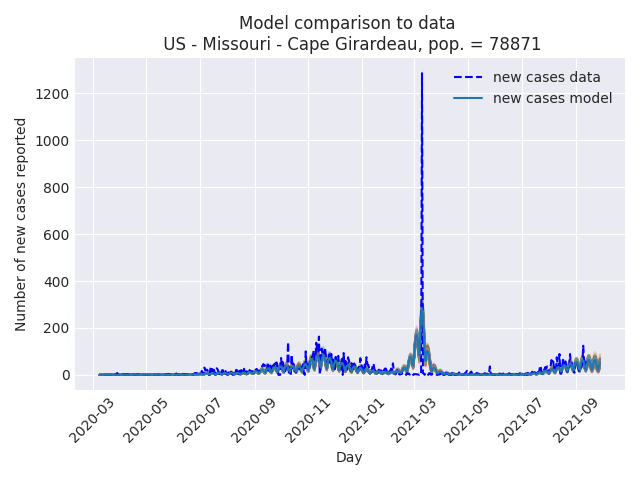 Model comparison to data
US - Missouri - Cape Girardeau, pop. = 78871
new cases data
new cases model
Number of new cases reported
1200
1000
800
600
400
200
0
2020-03
2020-05
2020-07
2020-09
2020-11
2021-01
2021-03
2021-05
2021-07
2021-09
Day